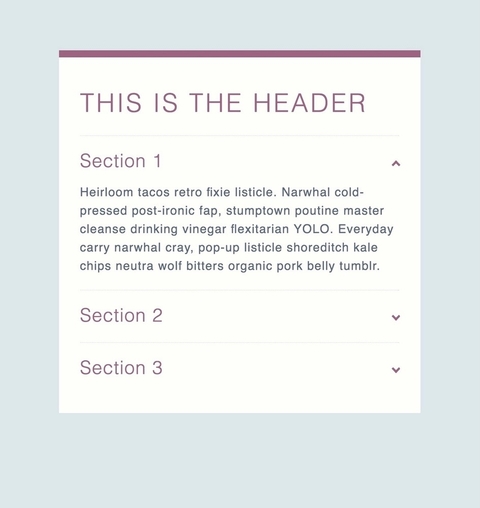 THIS IS THE HEADER
Section 1
Heirloom tacos retro fixie listicle. Narwhal cold-
pressed post-ironic fap, stumptown poutine master
cleanse drinking vinegar flexitarian YOLO. Everyday
carry narwhal cray, pop-up listicle shoreditch kale
chips neutra wolf bitters organic pork belly tumblr.
Section 2
Section 3